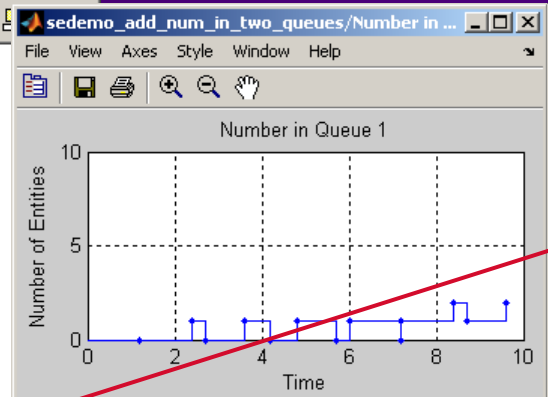 sedemo_add_num_in_two_queues/Number in ...
File View Axes Style Window Help
Number in Queue 1
Number of Entities
10
5
0
0 2 4 6 8 10
Time